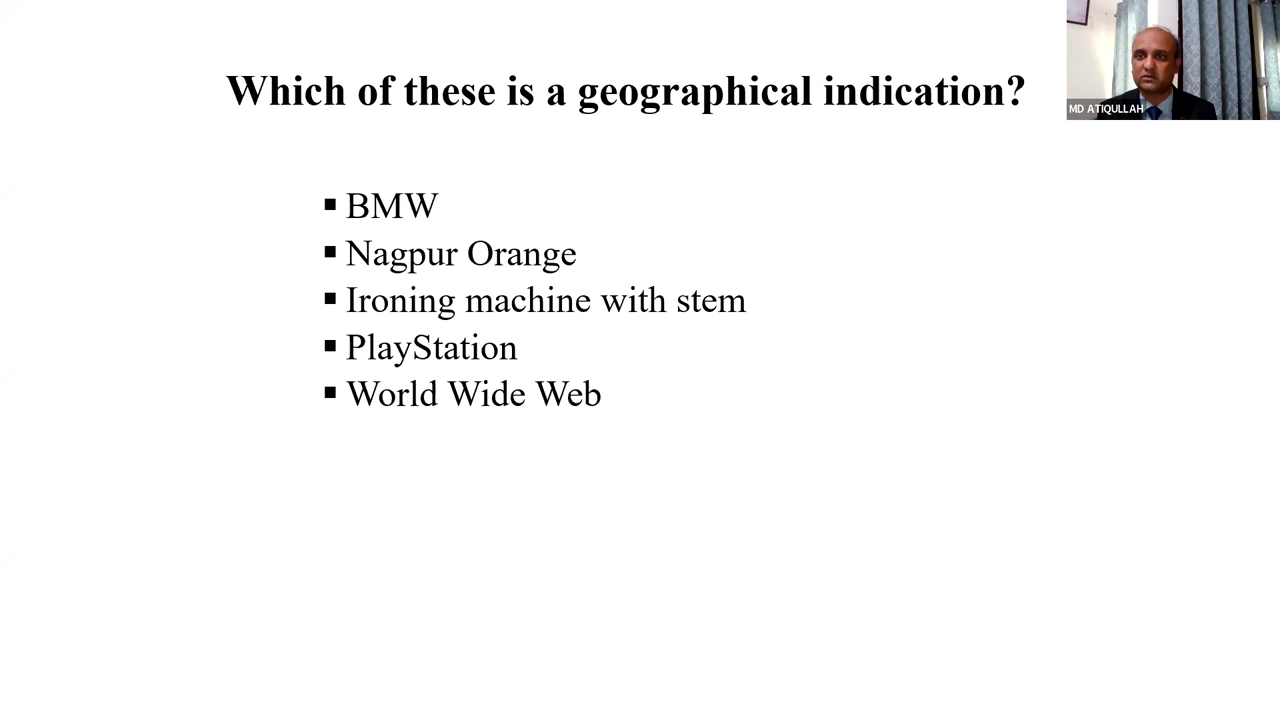 Which of these is a geographical indication?
MD ATIQULLAH
▪ BMW
▪ Nagpur Orange
▪ Ironing machine with stem
▪ PlayStation
▪ World Wide Web